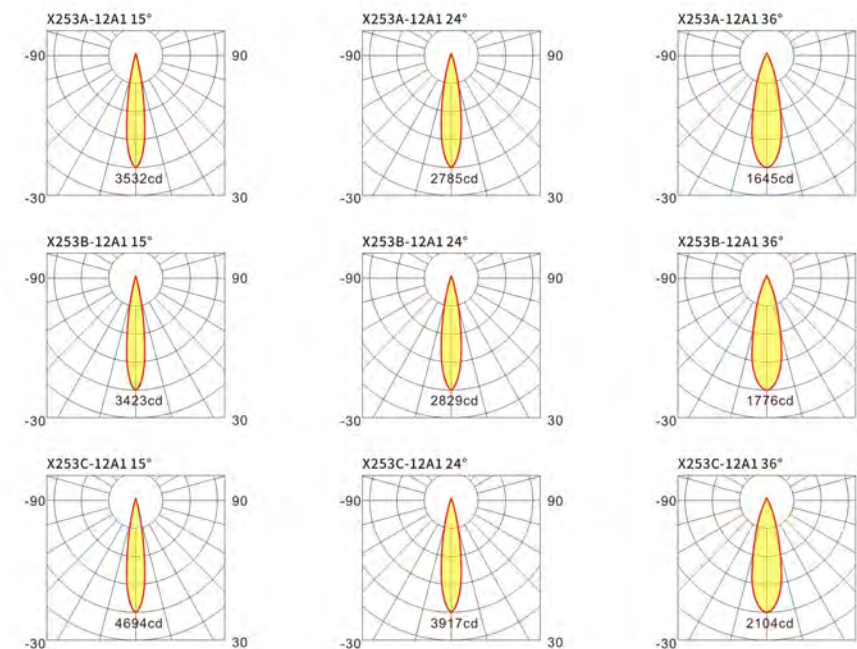 X253A-12A1 15°
X253A-12A1 24°
X253A-12A1 36°
-90
90
-90
90
-90
3532cd
2785cd
1645cd
-30
30
-30
30
-30
X253B-12A1 15°
X253B-12A1 24°
X253B-12A1 36°
-90
90
-90
90
-90
3423cd
2829cd
1776cd
-30
30
-30
30
-30
X253C-12A1 15°
X253C-12A1 24°
X253C-12A1 36°
-90
90
-90
90
-90
4694cd
3917cd
2104cd
-30
30
-30
30
-30